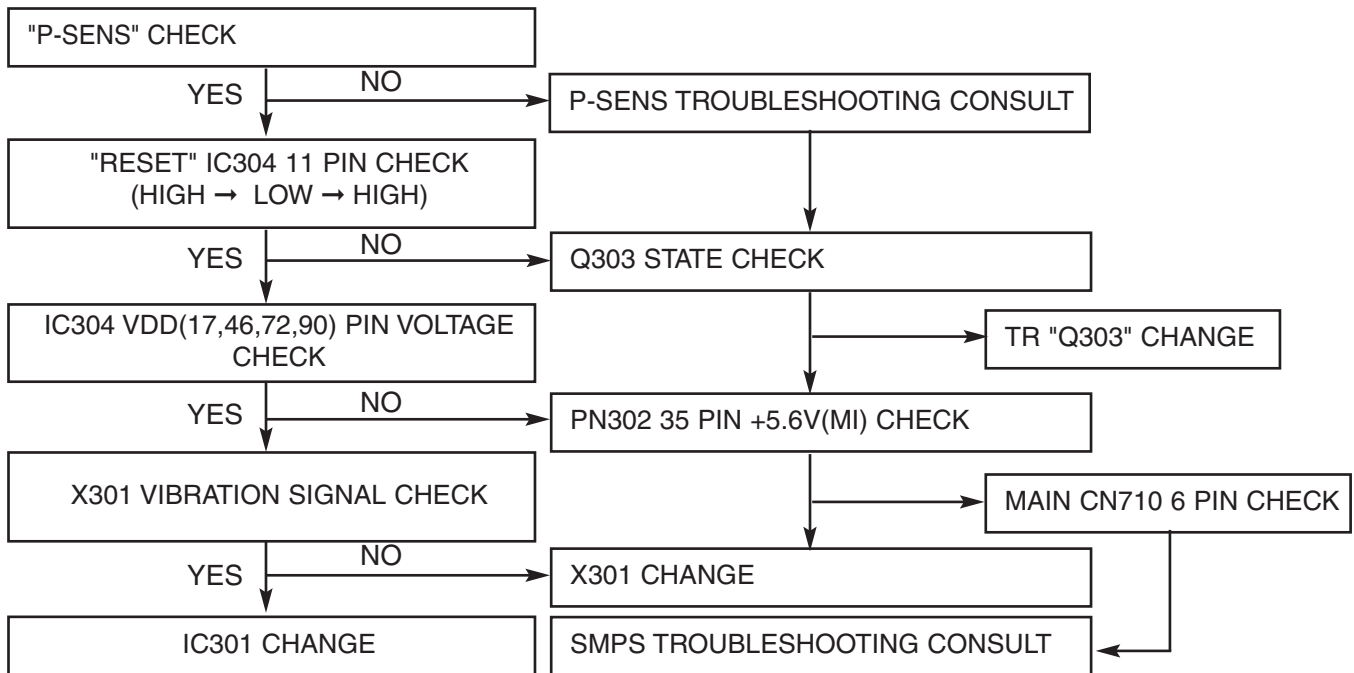 "P-SENS" CHECK
YES
NO
P-SENS TROUBLESHOOTING CONSULT
"RESET" IC304 11 PIN CHECK
(HIGH → LOW → HIGH)
YES
NO
Q303 STATE CHECK
IC304 VDD(17,46,72,90) PIN VOLTAGE
CHECK
TR "Q303" CHANGE
YES
NO
PN302 35 PIN +5.6V(MI) CHECK
X301 VIBRATION SIGNAL CHECK
MAIN CN710 6 PIN CHECK
YES
NO
X301 CHANGE
IC301 CHANGE
SMPS TROUBLESHOOTING CONSULT